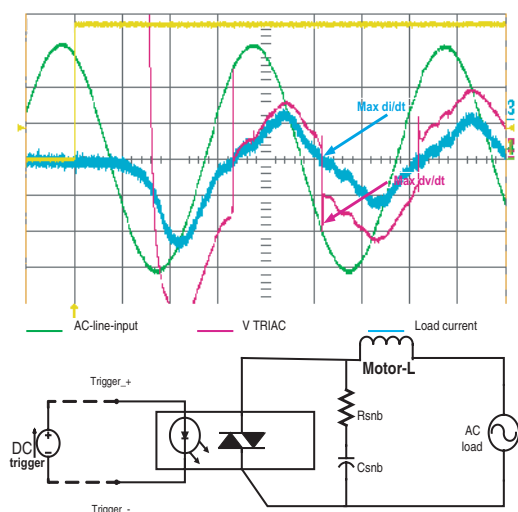 3
Max di/dt
4
Max dv/dt
AC-line-input
V TRIAC
Load current
Motor-L
Trigger_+
Rsnb
DC
trigger
+
−
AC
load
Csnb
Trigger_-